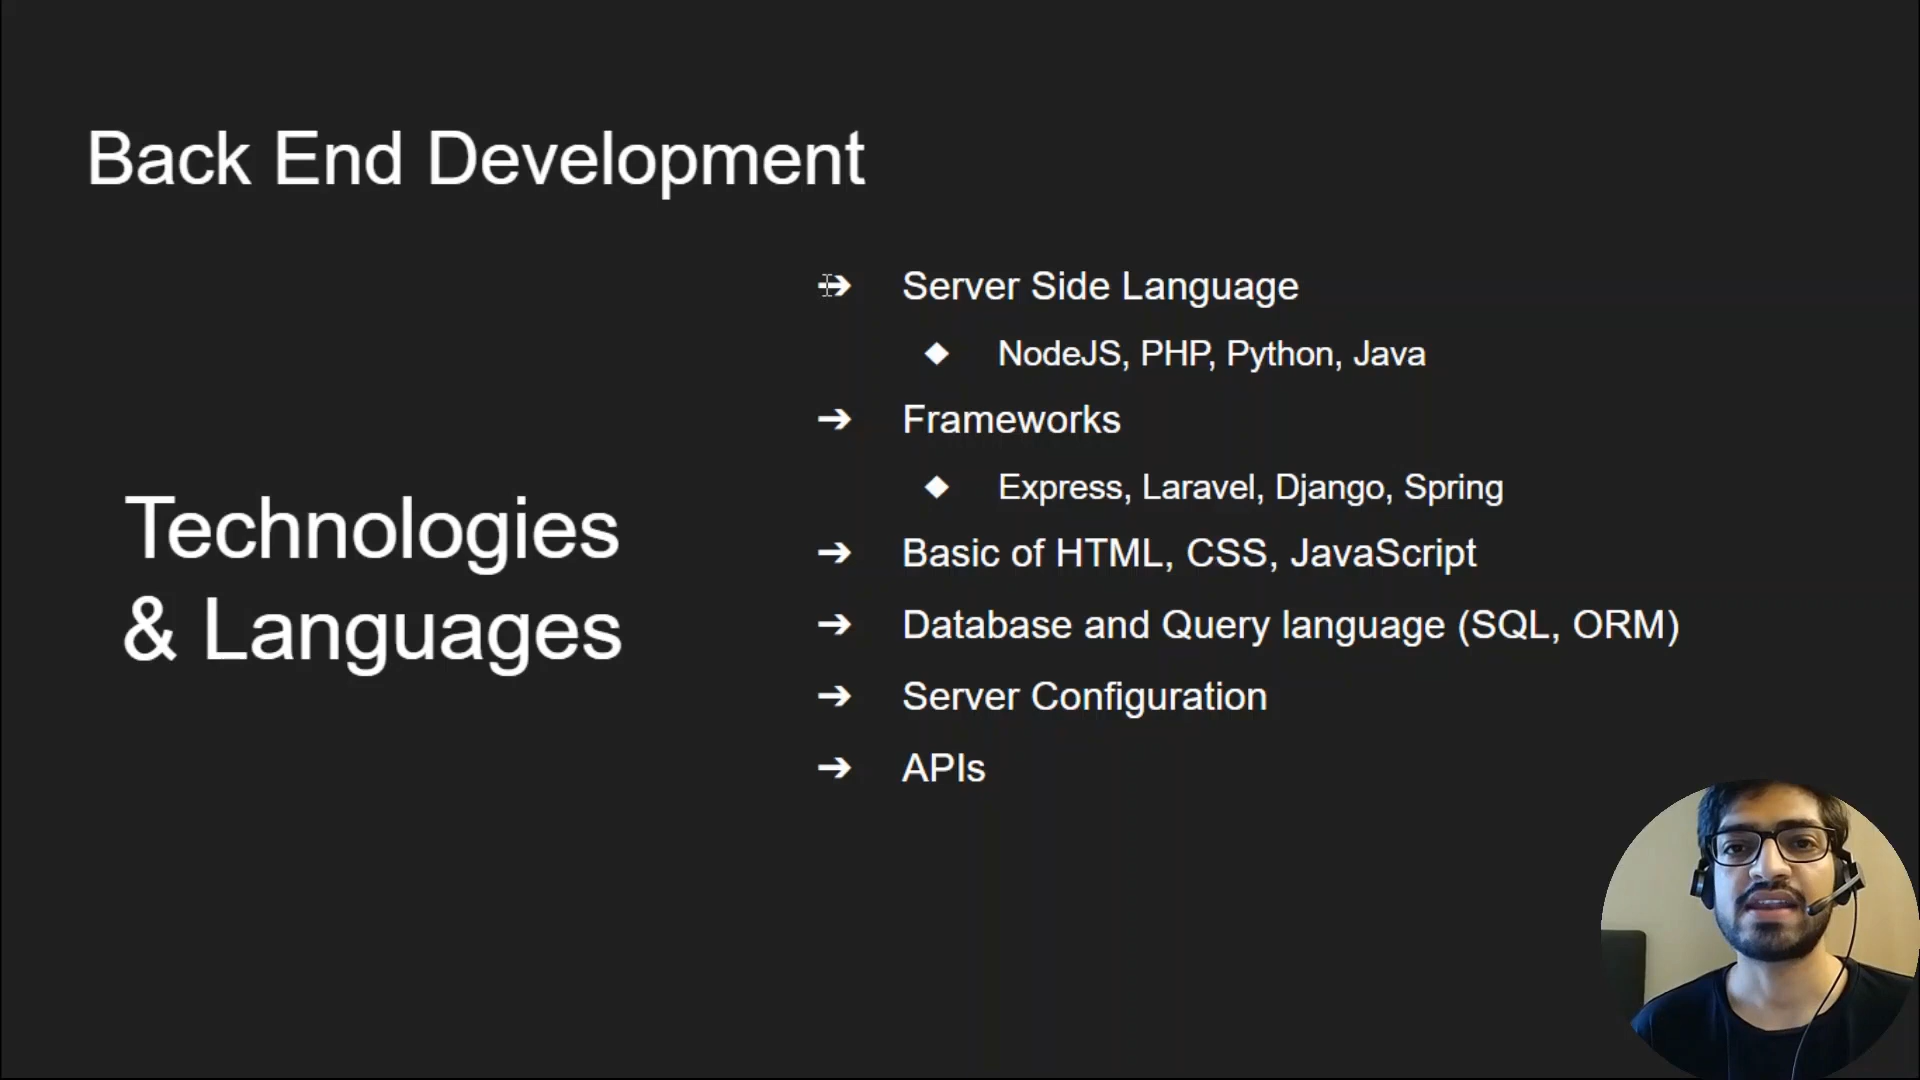 Back End Development
Technologies
& Languages
➔ Server Side Language
◆ NodeJS, PHP, Python, Java
➔ Frameworks
◆ Express, Laravel, Django, Spring
➔ Basic of HTML, CSS, JavaScript
➔ Database and Query language (SQL, ORM)
➔ Server Configuration
➔ APIs